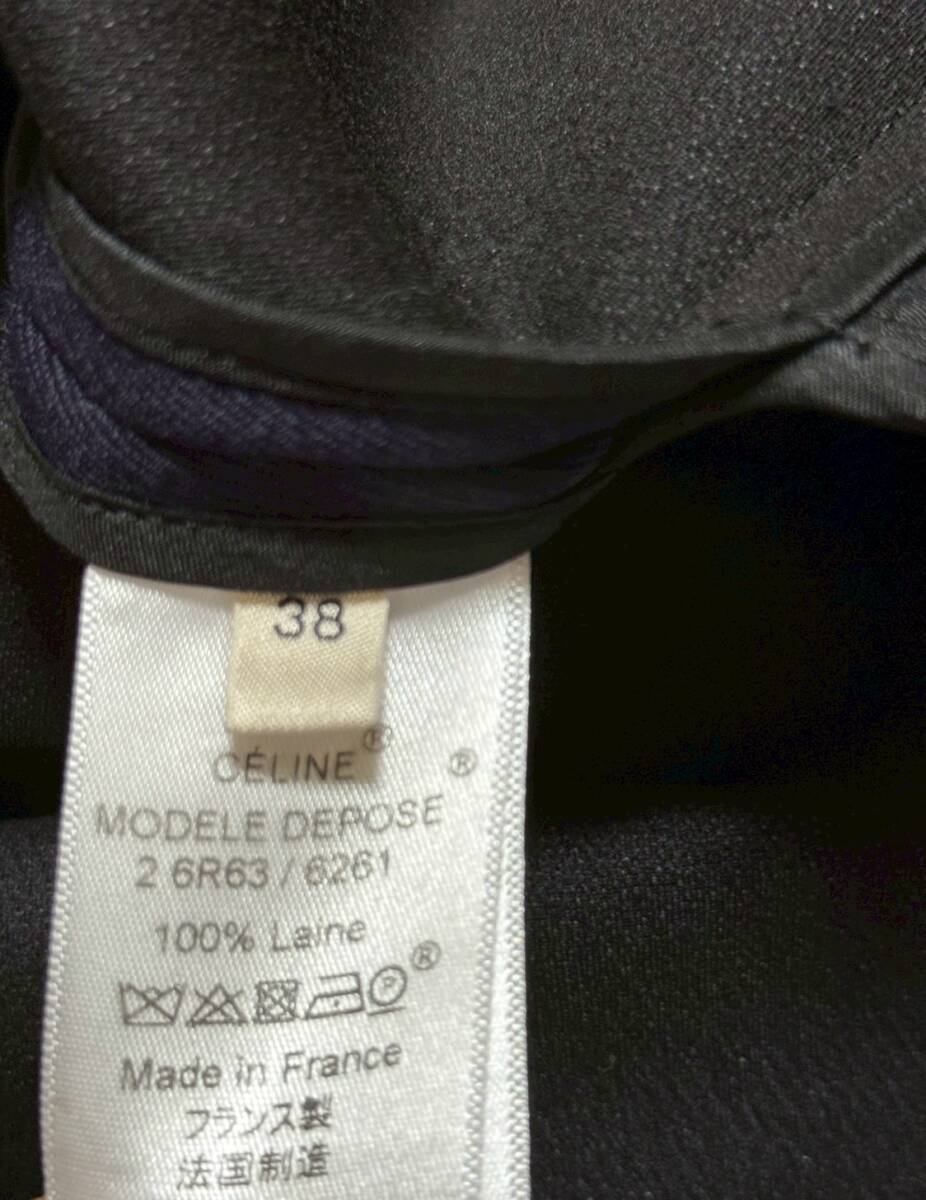 38
CÉLINE®
®
MODELE DEPOSE
2 6R63 / 6261
100% Laine
®
P
Made in France
フランス製
法国制造